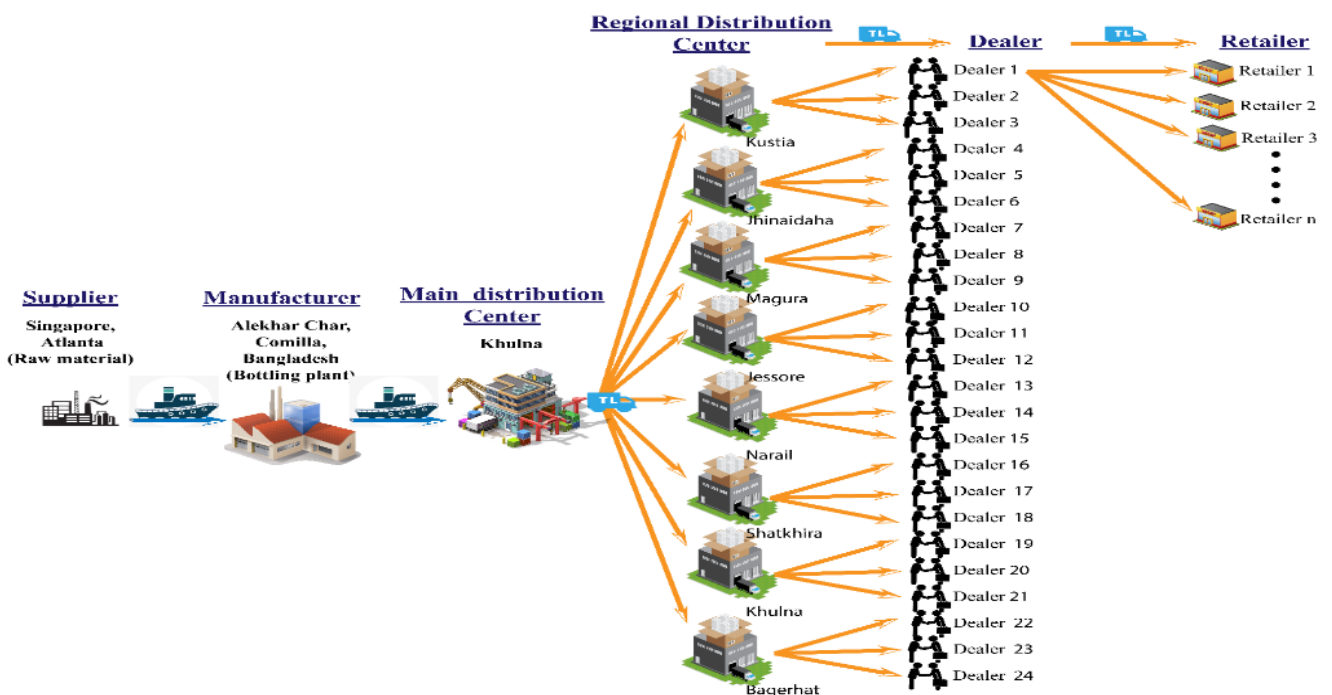 Supplier
Singapore,
Atlanta
(Raw material)
Manufacturer
Alekhar Char,
Comilla,
Bangladesh
(Bottling plant)
Main distribution
Center
Khulna
TL
Regional Distribution
Center
Kustia
Jhinaidaha
Magura
Jessore
Narail
Shatkhira
Khulna
Bagerhat
TL
Dealer
Dealer 1
Dealer 2
Dealer 3
Dealer 4
Dealer 5
Dealer 6
Dealer 7
Dealer 8
Dealer 9
Dealer 10
Dealer 11
Dealer 12
Dealer 13
Dealer 14
Dealer 15
Dealer 16
Dealer 17
Dealer 18
Dealer 19
Dealer 20
Dealer 21
Dealer 22
Dealer 23
Dealer 24
TL
Retailer
Retailer 1
Retailer 2
Retailer 3
Retailer n